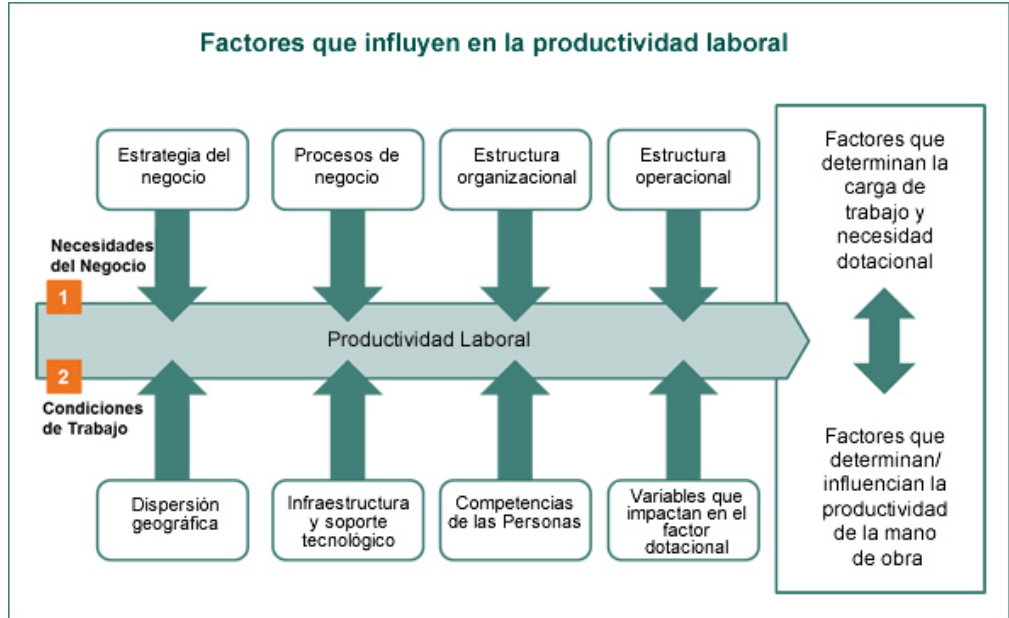 Factores que influyen en la productividad laboral
Estrategia del
negocio
Procesos de
negocio
Estructura
organizacional
Estructura
operacional
Factores que
determinan la
carga de
trabajo y
necesidad
dotacional
Necesidades
del Negocio
1
Productividad Laboral
2
Condiciones
de Trabajo
Dispersión
geográfica
Infraestructura
y soporte
tecnológico
Competencias
de las Personas
Variables que
impactan en el
factor
dotacional
Factores que
determinan/
influencian la
productividad
de la mano
de obra